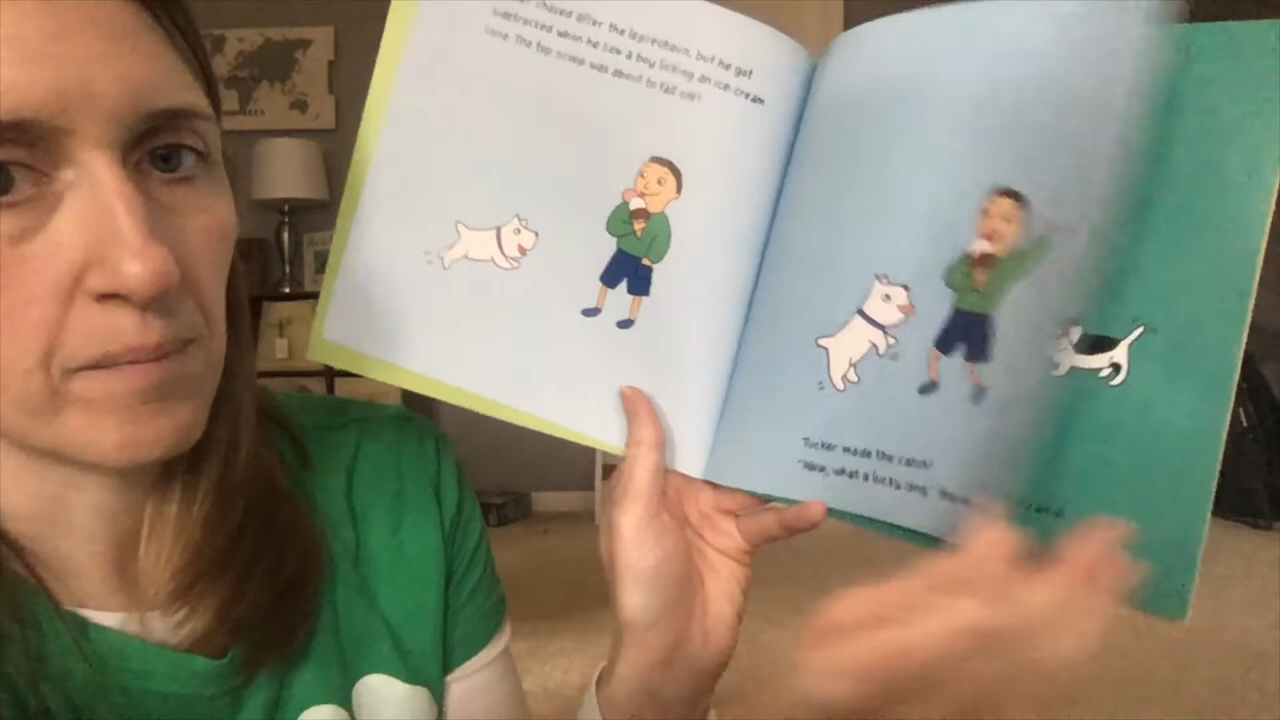 chased after the leprechaun, but he got
sidetracked when he saw a boy licking an ice-cream
cone. The top scoop was about to fall off!
Tucker made the catch!
"Wow, what a lucky dog,"